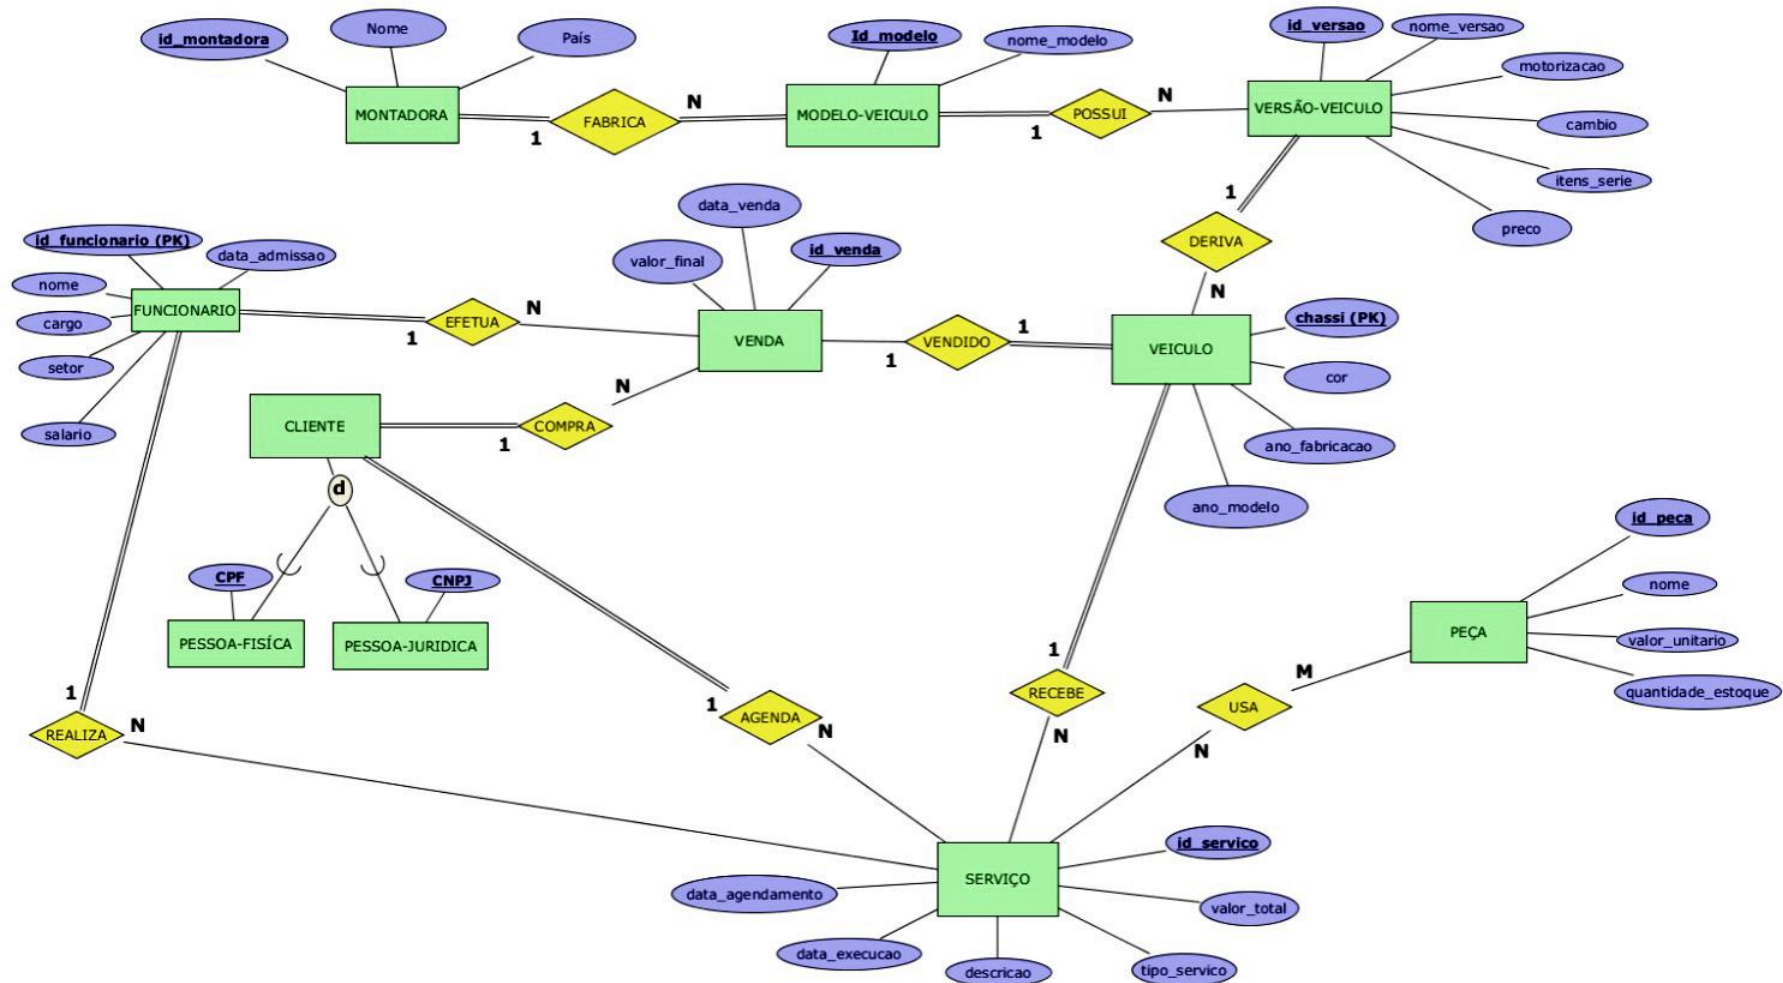 id_montadora
Nome
País
MONTADORA
1
FABRICA
N
Id_modelo
nome_modelo
MODELO-VEICULO
1
POSSUI
N
id_versao
nome_versao
motorizacao
cambio
itens_serie
preco
VERSÃO-VEICULO
1
DERIVA
N
id_funcionario (PK)
data_admissao
nome
cargo
setor
salario
FUNCIONARIO
1
EFETUA
N
data_venda
valor_final
id_venda
VENDA
1
VENDIDO
1
VEICULO
chassi (PK)
cor
ano_fabricacao
ano_modelo
CLIENTE
1
COMPRA
N
d
CPF
CNPJ
PESSOA-FISÍCA
PESSOA-JURIDICA
1
REALIZA
N
1
AGENDA
N
1
RECEBE
N
M
USA
N
id_peca
nome
valor_unitario
quantidade_estoque
PEÇA
SERVIÇO
id_servico
valor_total
tipo_servico
descricao
data_execucao
data_agendamento